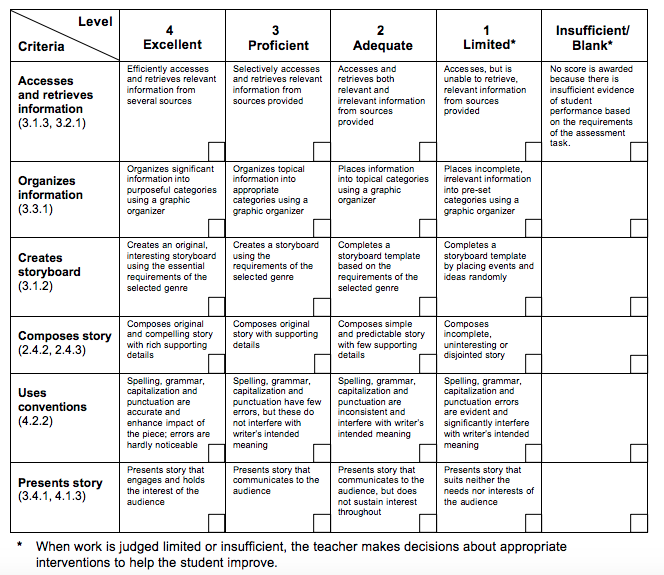 Level
Criteria
4
Excellent
3
Proficient
2
Adequate
1
Limited*
Insufficient/
Blank*
Accesses
and retrieves
information
(3.1.3, 3.2.1)
Efficiently accesses
and retrieves relevant
information from
several sources
Selectively accesses
and retrieves relevant
information from
sources provided
Accesses and
retrieves both
relevant and
irrelevant information
from sources
provided
Accesses, but is
unable to retrieve,
relevant information
from sources
provided
No score is awarded
because there is
insufficient evidence
of student
performance based
on the requirements
of the assessment
task.
Organizes
information
(3.3.1)
Organizes significant
information into
purposeful categories
using a graphic
organizer
Organizes topical
information into
appropriate
categories using a
graphic organizer
Places information
into topical categories
using a graphic
organizer
Places incomplete,
irrelevant information
into pre-set
categories using a
graphic organizer
Creates
storyboard
(3.1.2)
Creates an original,
interesting storyboard
using the essential
requirements of the
selected genre
Creates a storyboard
using the
requirements of the
selected genre
Completes a
storyboard template
based on the
requirements of the
selected genre
Completes a
storyboard template
by placing events and
ideas randomly
Composes story
(2.4.2, 2.4.3)
Composes original
and compelling story
with rich supporting
details
Composes original
story with supporting
details
Composes simple
and predictable story
with few supporting
details
Composes
incomplete,
uninteresting or
disjointed story
Uses
conventions
(4.2.2)
Spelling, grammar,
capitalization and
punctuation are
accurate and
enhance impact of
the piece; errors are
hardly noticeable
Spelling, grammar,
capitalization and
punctuation have few
errors, but these do
not interfere with
writer's intended
meaning
Spelling, grammar,
capitalization and
punctuation are
inconsistent and
interfere with writer's
intended meaning
Spelling, grammar,
capitalization and
punctuation errors
are evident and
significantly interfere
with writer's intended
meaning
Presents story
(3.4.1, 4.1.3)
Presents story that
engages and holds
the interest of the
audience
Presents story that
communicates to the
audience
Presents story that
communicates to the
audience, but does
not sustain interest
throughout
Presents story that
suits neither the
needs nor interests of
the audience
* When work is judged limited or insufficient, the teacher makes decisions about appropriate
interventions to help the student improve.